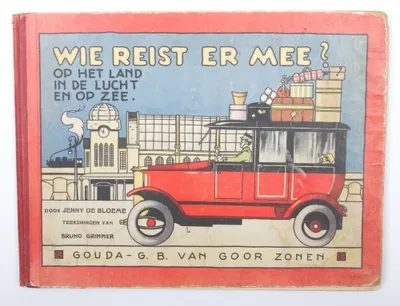 WIE REIST ER MEE?
OP HET LAND
IN DE LUCHT
EN OP ZEE.
DOOR JENNY DE BLOEME
TEEKENINGEN VAN
BRUNO GRIMMER
GOUDA - G. B. VAN GOOR ZONEN